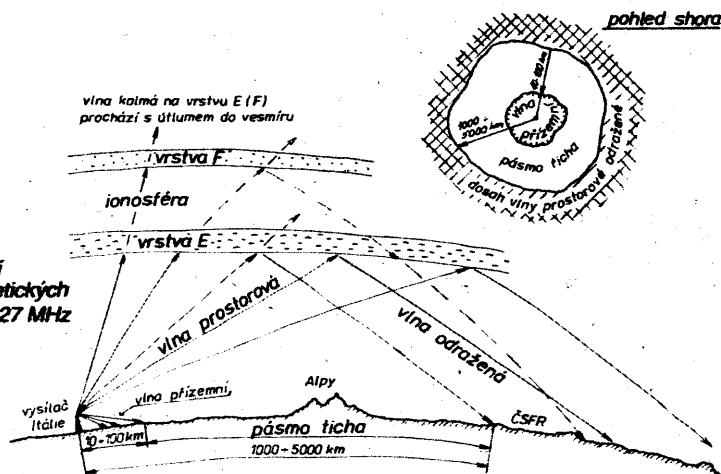 pohled shora
vlna kolmá na vrstvu E (F)
prochází s útlumem do vesmíru
vlna
přízemní
1000 ÷
5000 km
pásmo ticha
dosah vlny prostorové odražené
vrstva F
ionosféra
vrstva E
27 MHz
vlna prostorová
vlna odražená
vysílač
Itálie
vlna přízemní
Alpy
ČSFR
10 ÷ 100 km
pásmo ticha
1000 ÷ 5000 km